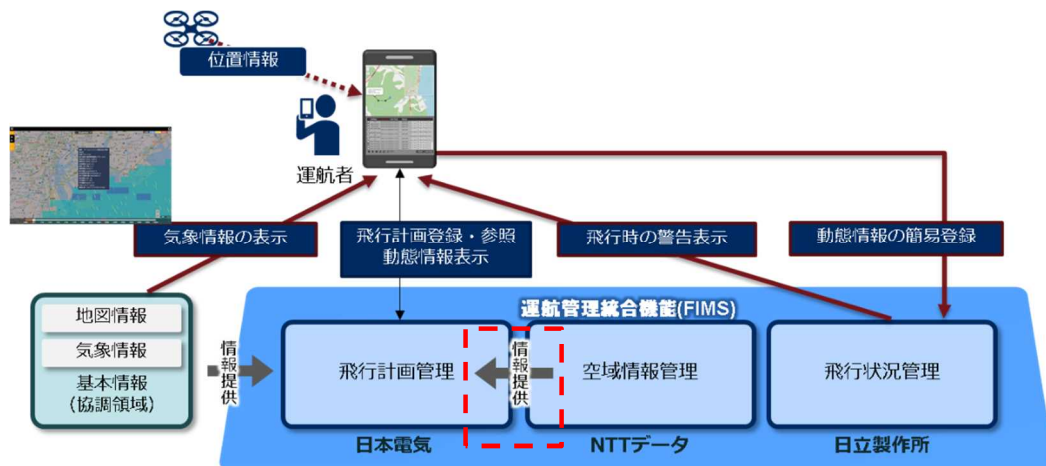 位置情報
運航者
気象情報の表示
飛行計画登録・参照
動態情報表示
飛行時の警告表示
動態情報の簡易登録
地図情報
気象情報
基本情報
（協調領域）
情報提供
運航管理統合機能(FIMS)
飛行計画管理
情報提供
空域情報管理
飛行状況管理
日本電気
NTTデータ
日立製作所